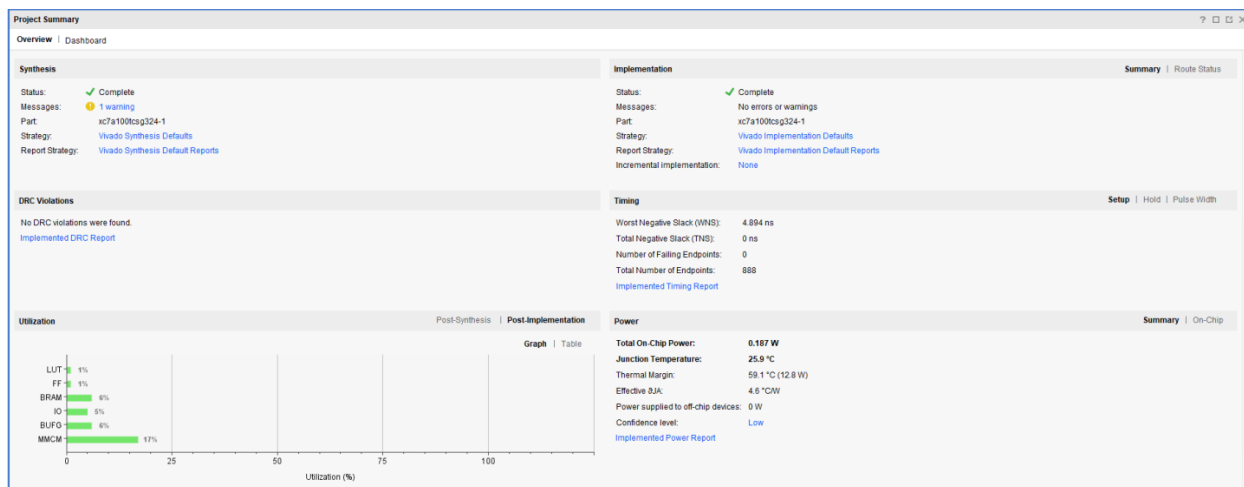 Project Summary
? □
Overview | Dashboard
Synthesis
Status: Complete
Messages: 1 warning
Part: xc7a100tcsg324-1
Strategy: Vivado Synthesis Defaults
Report Strategy: Vivado Synthesis Default Reports
Implementation
Summary | Route Status
Status: Complete
Messages: No errors or warnings
Part: xc7a100tcsg324-1
Strategy: Vivado Implementation Defaults
Report Strategy: Vivado Implementation Default Reports
Incremental implementation: None
DRC Violations
No DRC violations were found.
Implemented DRC Report
Timing
Setup | Hold | Pulse Width
Worst Negative Slack (WNS): 4.894 ns
Total Negative Slack (TNS): 0 ns
Number of Failing Endpoints: 0
Total Number of Endpoints: 888
Implemented Timing Report
Utilization
Post-Synthesis | Post-Implementation
Graph | Table
LUT 1%
FF 1%
BRAM 6%
IO 5%
BUFG 6%
MMCM 17%
0 25 50 75 100
Utilization (%)
Power
Summary | On-Chip
Total On-Chip Power: 0.187 W
Junction Temperature: 25.9 °C
Thermal Margin: 59.1 °C (12.8 W)
Effective ϑJA: 4.6 °C/W
Power supplied to off-chip devices: 0 W
Confidence level: Low
Implemented Power Report